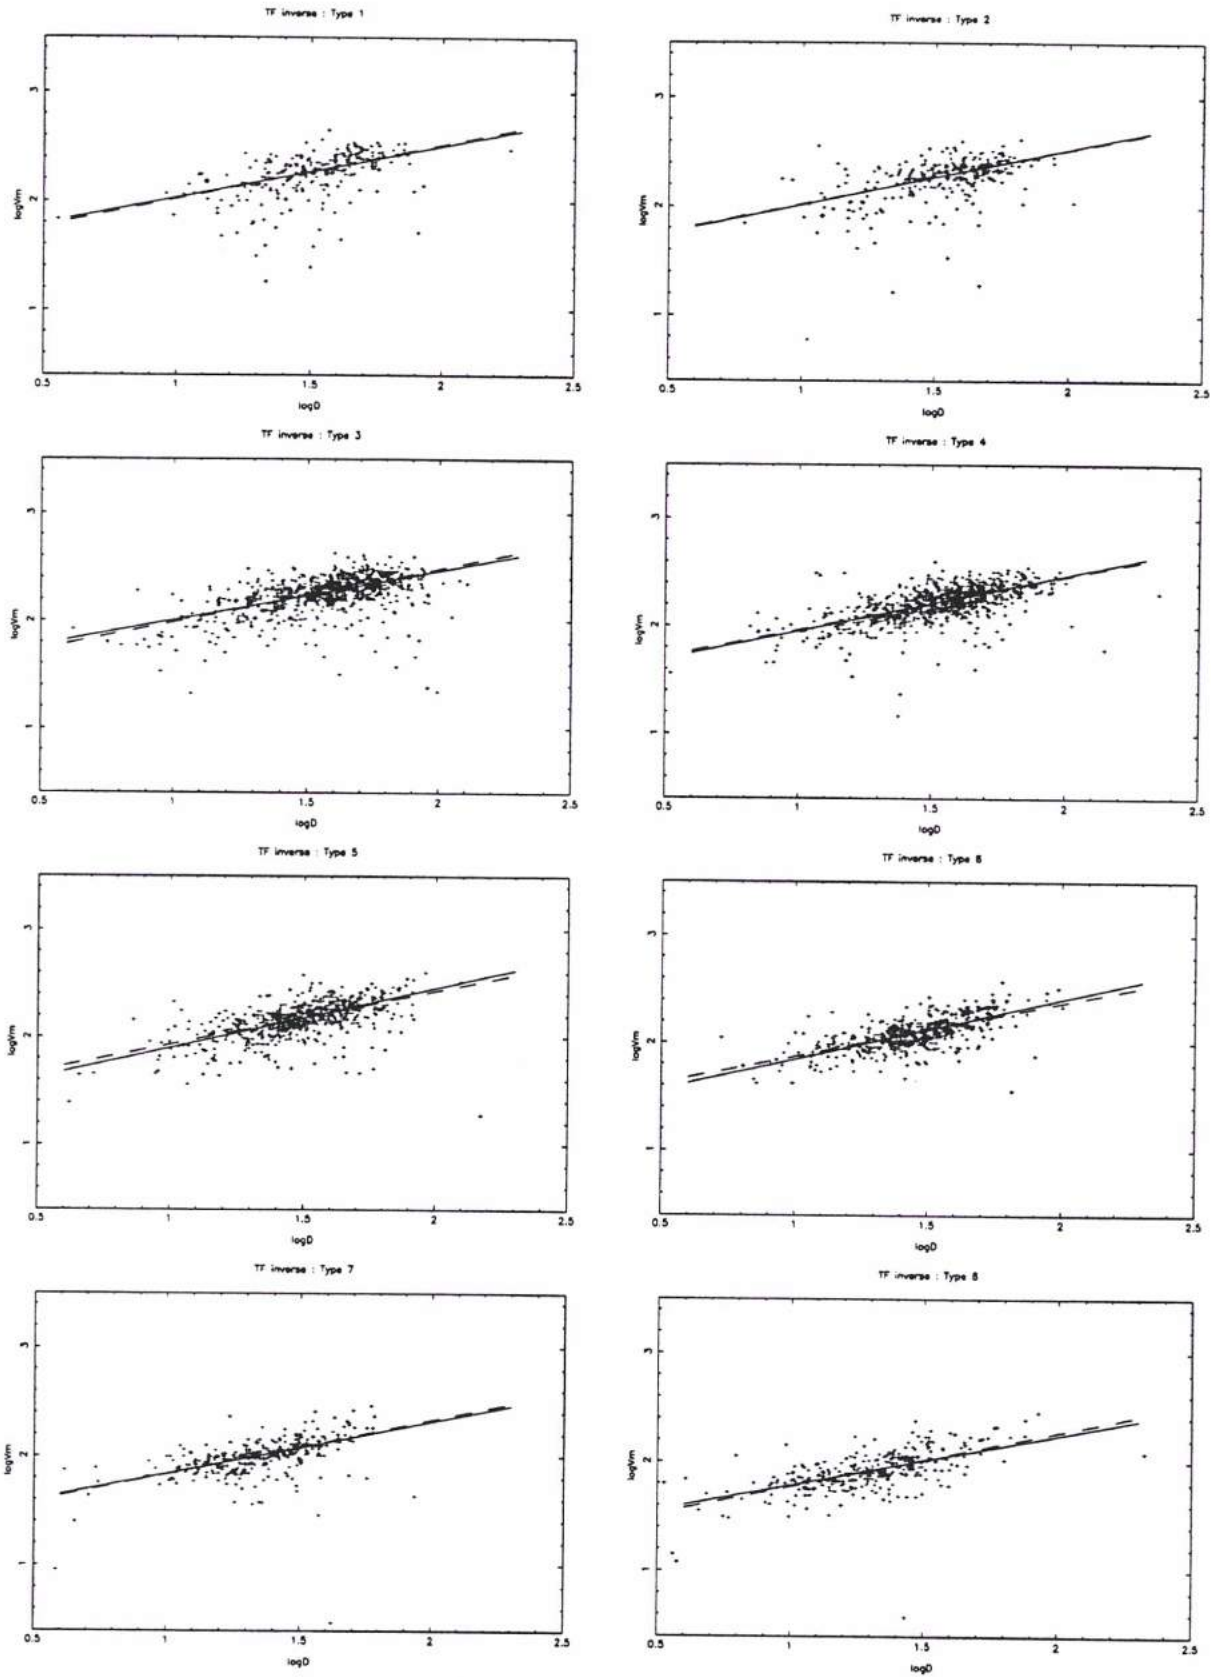 TF inverse : Type 1
3
2
1
logVm
0.5 1 1.5 2 2.5
logD
TF inverse : Type 2
3
2
1
logVm
0.5 1 1.5 2 2.5
logD
TF inverse : Type 3
3
2
1
logVm
0.5 1 1.5 2 2.5
logD
TF inverse : Type 4
3
2
1
logVm
0.5 1 1.5 2 2.5
logD
TF inverse : Type 5
3
2
1
logVm
0.5 1 1.5 2 2.5
logD
TF inverse : Type 6
3
2
1
logVm
0.5 1 1.5 2 2.5
logD
TF inverse : Type 7
3
2
1
logVm
0.5 1 1.5 2 2.5
logD
TF inverse : Type 8
3
2
1
logVm
0.5 1 1.5 2 2.5
logD